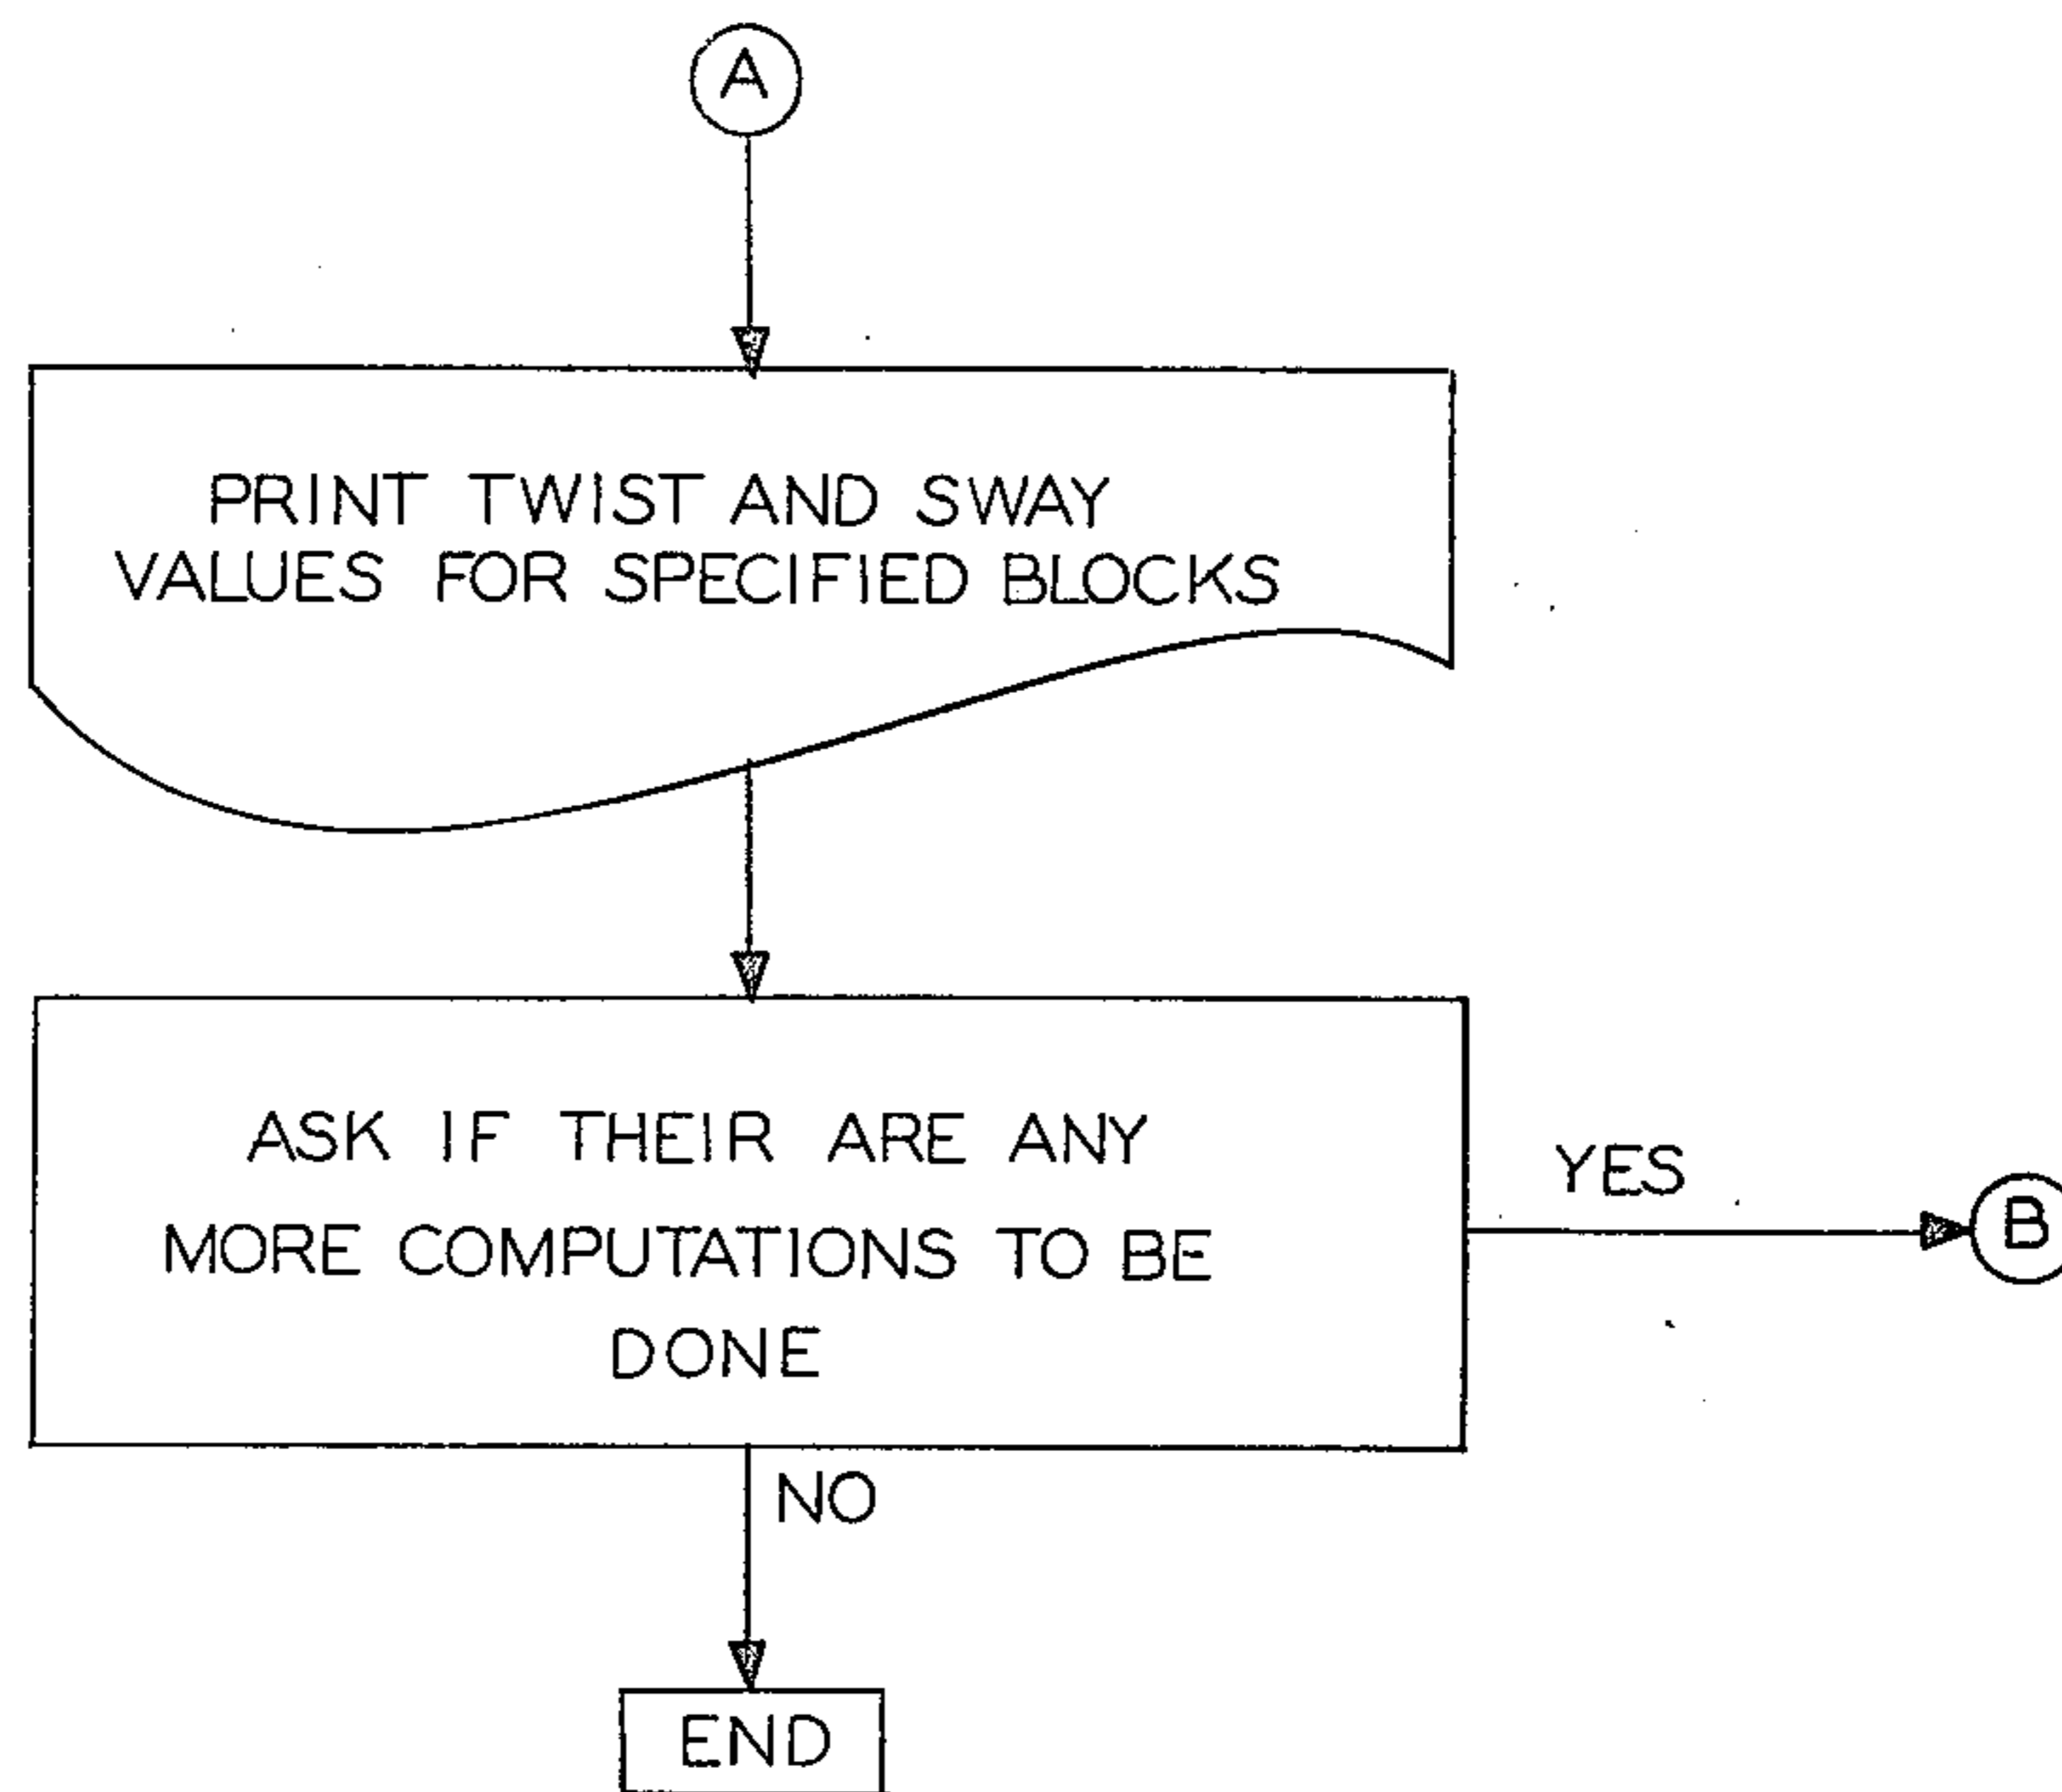 A
PRINT TWIST AND SWAY
VALUES FOR SPECIFIED BLOCKS
ASK IF THEIR ARE ANY
MORE COMPUTATIONS TO BE
DONE
YES
B
NO
END